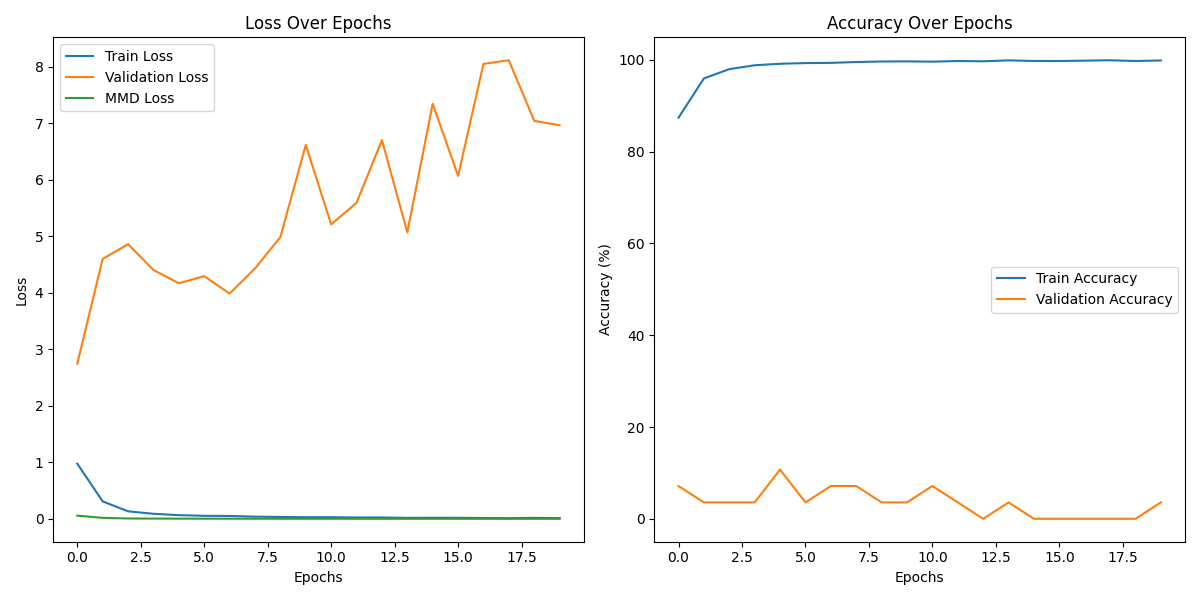 Loss Over Epochs
Train Loss
Validation Loss
MMD Loss
8
7
6
5
4
3
2
1
0
Loss
0.0 2.5 5.0 7.5 10.0 12.5 15.0 17.5
Epochs
Accuracy Over Epochs
Train Accuracy
Validation Accuracy
100
80
60
40
20
0
Accuracy (%)
0.0 2.5 5.0 7.5 10.0 12.5 15.0 17.5
Epochs